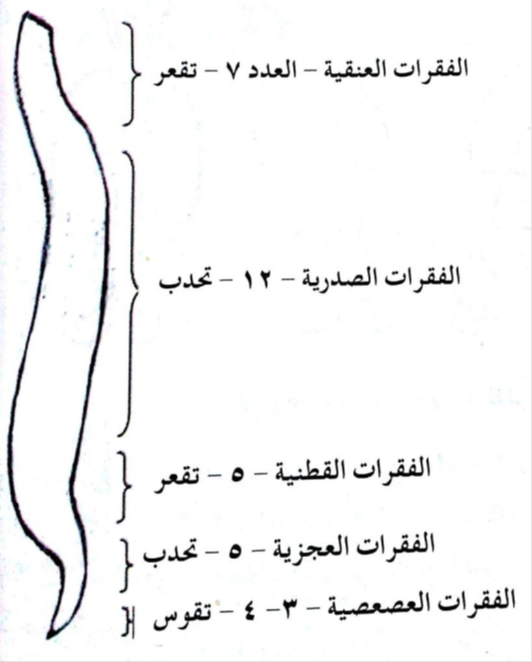 الفقرات العنقية – العدد ٧ – تقعر
الفقرات الصدرية – ١٢ – تحدب
الفقرات القطنية – ٥ – تقعر
الفقرات العجزية – ٥ – تحدب
الفقرات العصعصية – ٣- ٤ – تقوس